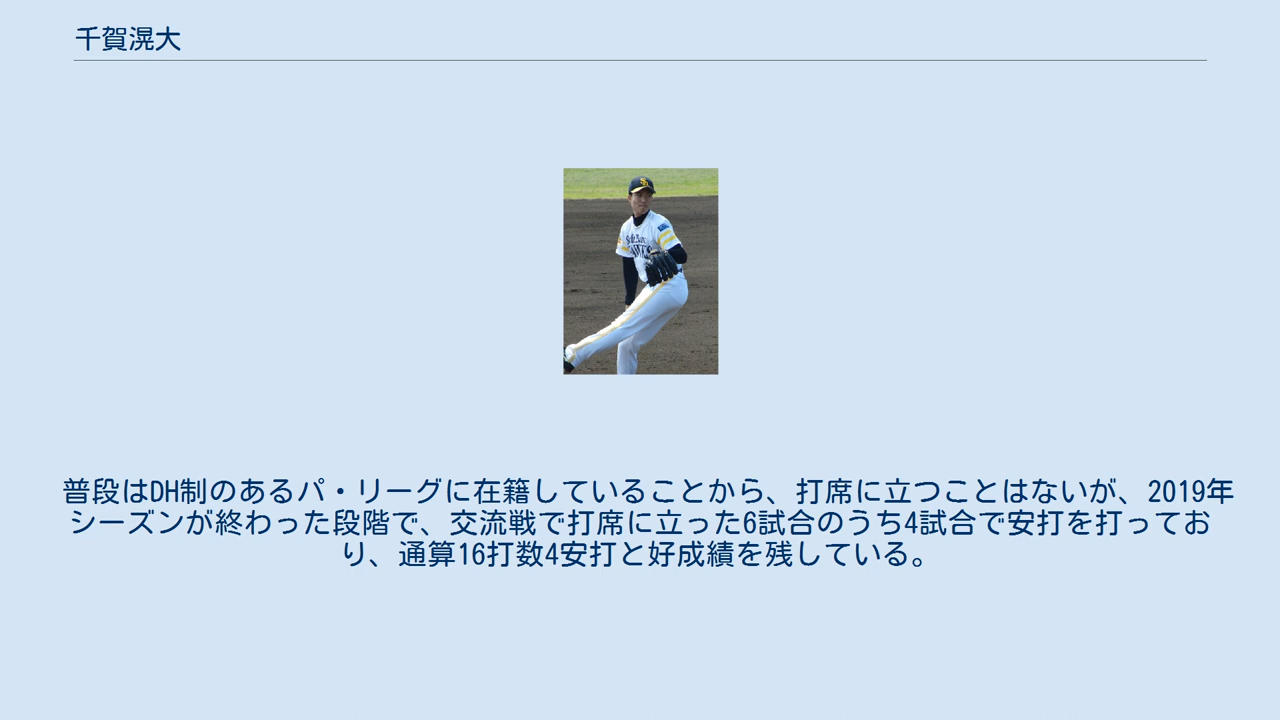 千賀滉大
普段はDH制のあるパ・リーグに在籍していることから、打席に立つことはないが、2019年
シーズンが終わった段階で、交流戦で打席に立った6試合のうち4試合で安打を打ってお
り、通算16打数4安打と好成績を残している。